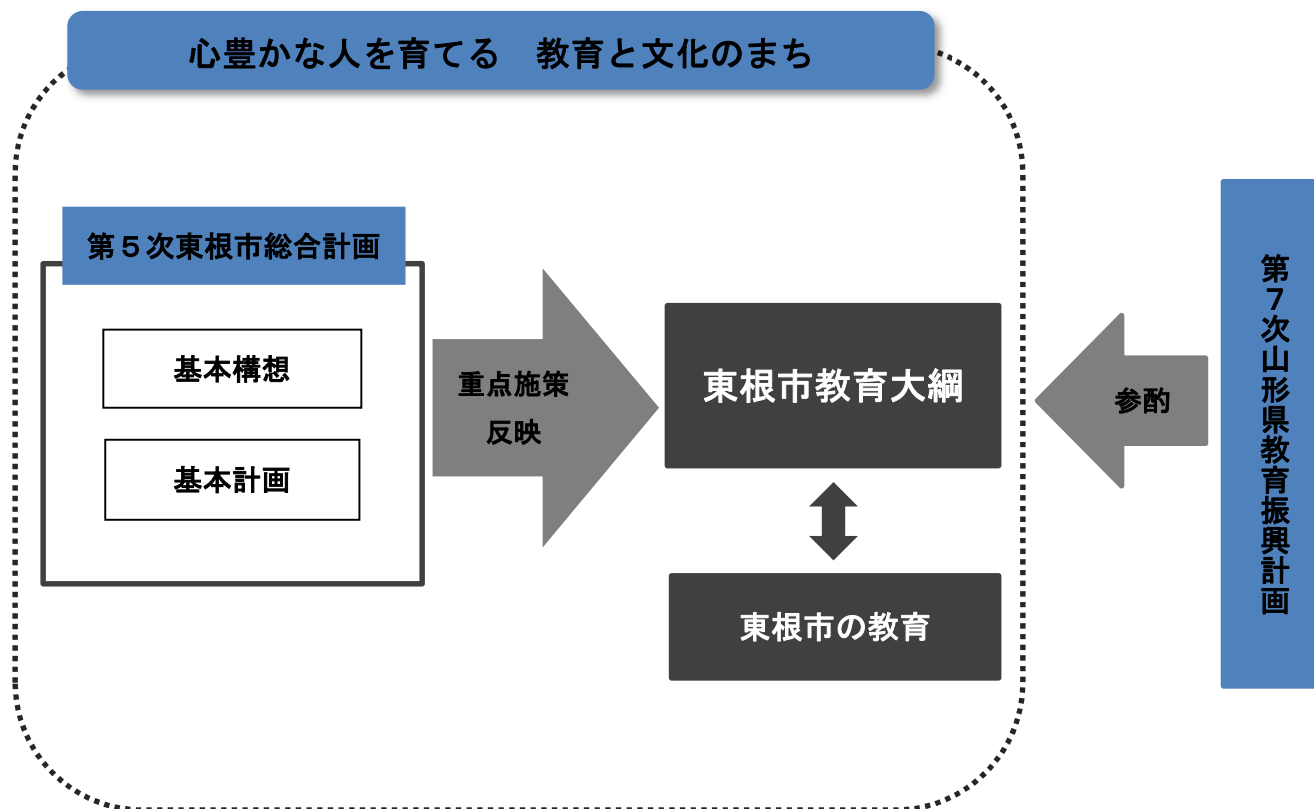 心豊かな人を育てる　教育と文化のまち
第５次東根市総合計画
基本構想
基本計画
重点施策
反映
東根市教育大綱
東根市の教育
参酌
第７次山形県教育振興計画